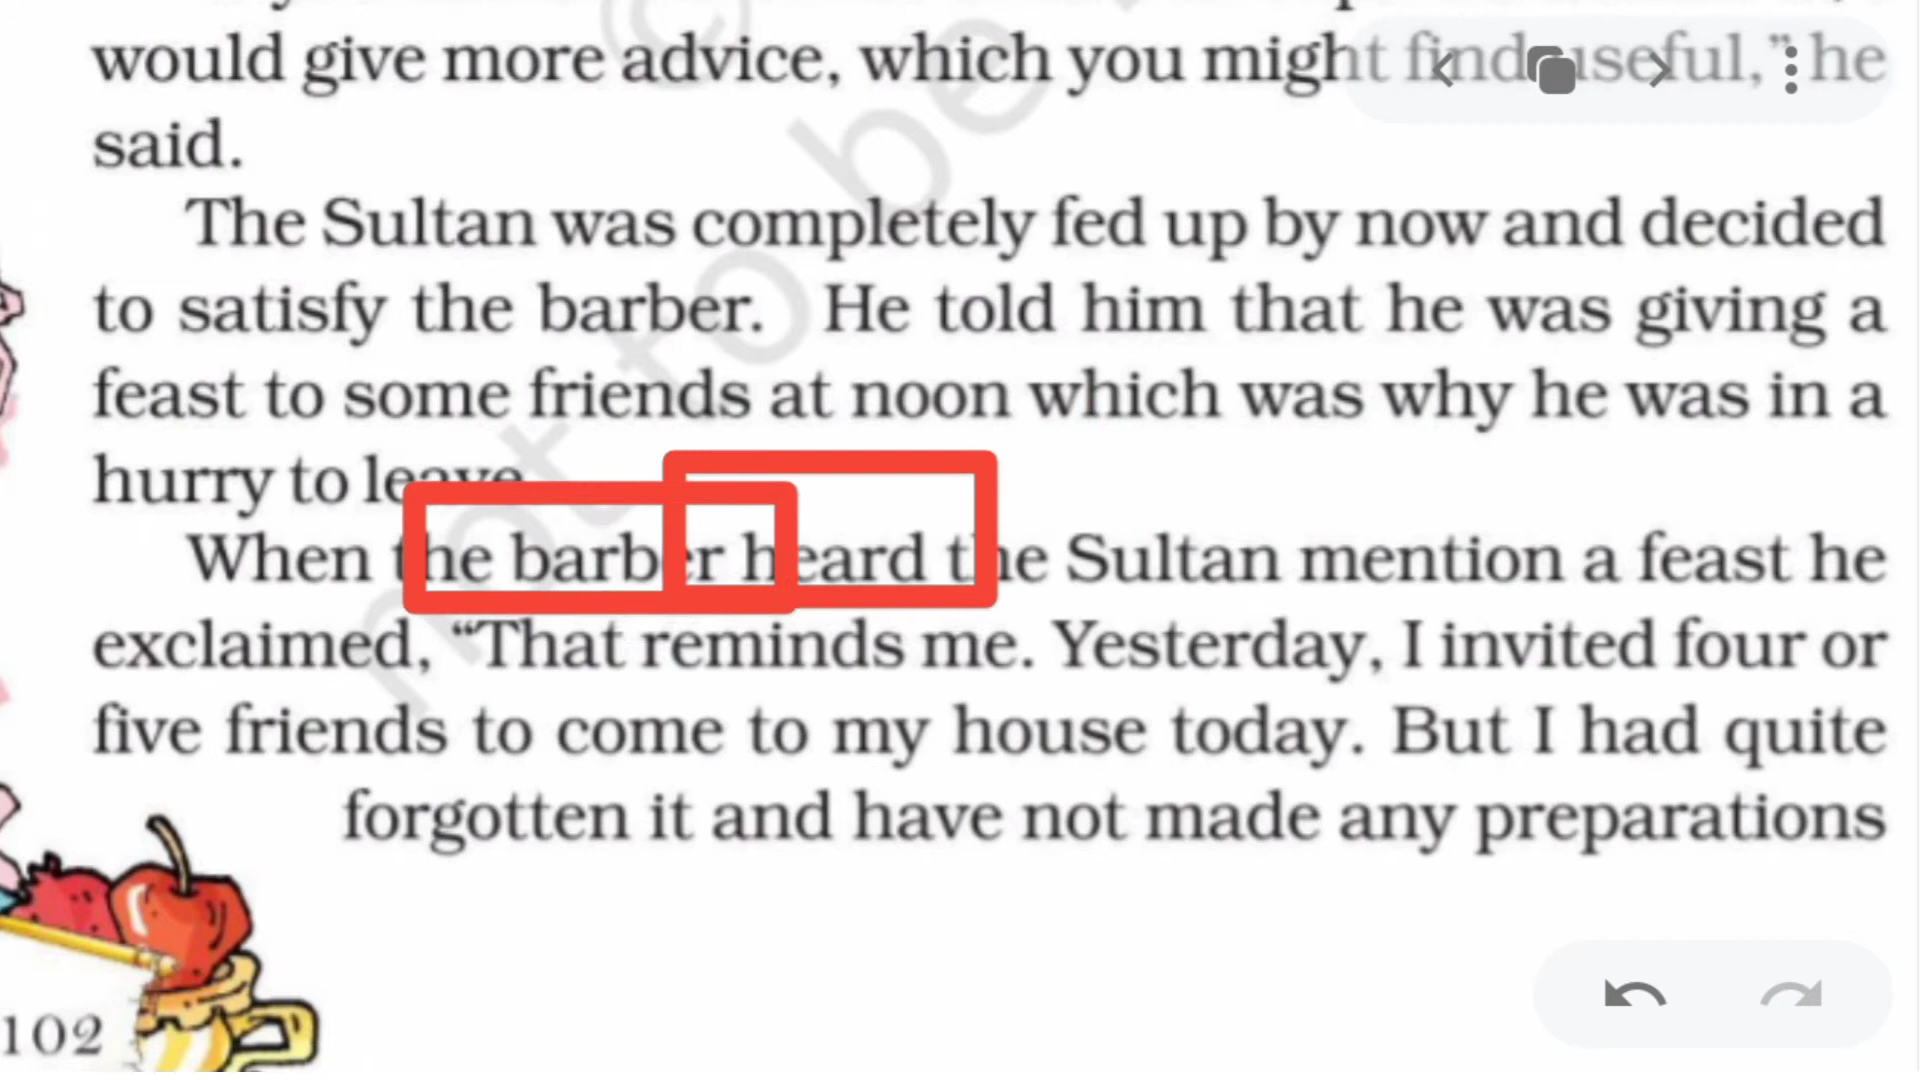 would give more advice, which you might find useful," he
said.
The Sultan was completely fed up by now and decided
to satisfy the barber. He told him that he was giving a
feast to some friends at noon which was why he was in a
hurry to leave
When the barber heard the Sultan mention a feast he
exclaimed, “That reminds me. Yesterday, I invited four or
five friends to come to my house today. But I had quite
forgotten it and have not made any preparations
102
not to be
©